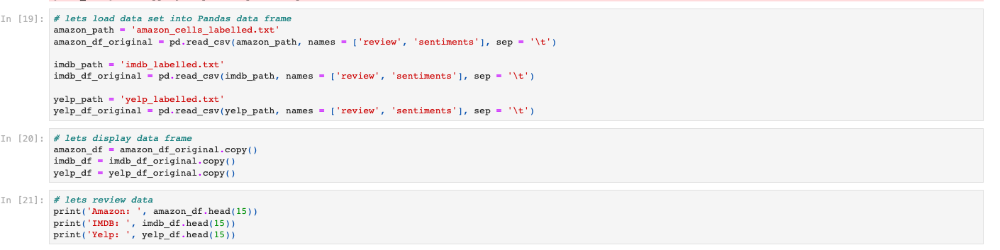 In [19]: # lets load data set into Pandas data frame
amazon_path = 'amazon_cells_labelled.txt'
amazon_df_original = pd.read_csv(amazon_path, names = ['review', 'sentiments'], sep = '\t')
imdb_path = 'imdb_labelled.txt'
imdb_df_original = pd.read_csv(imdb_path, names = ['review', 'sentiments'], sep = '\t')
yelp_path = 'yelp_labelled.txt'
yelp_df_original = pd.read_csv(yelp_path, names = ['review', 'sentiments'], sep = '\t')
In [20]: # lets display data frame
amazon_df = amazon_df_original.copy()
imdb_df = imdb_df_original.copy()
yelp_df = yelp_df_original.copy()
In [21]: # lets review data
print('Amazon: ', amazon_df.head(15))
print('IMDB: ', imdb_df.head(15))
print('Yelp: ', yelp_df.head(15))